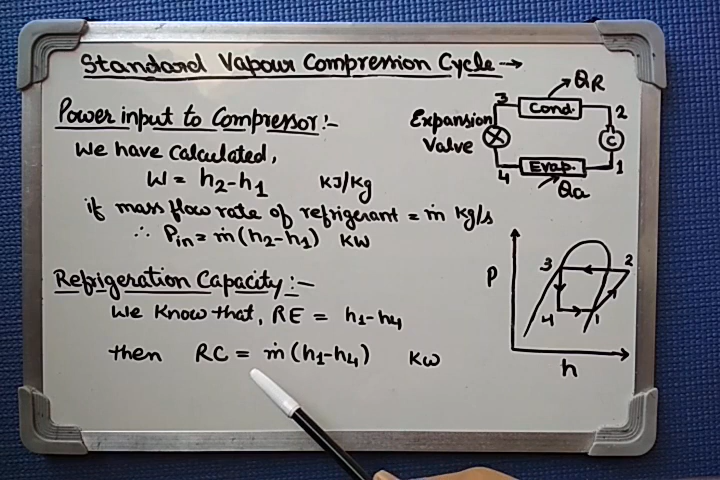 Standard Vapour Compression Cycle →
Power input to Compressor:-
We have calculated,
W = h2-h1 KJ/Kg
if mass flow rate of refrigerant = ṁ Kg/s
∴ Pin = ṁ(h2-h1) KW
Refrigeration Capacity:-
We Know that, RE = h1-h4
then RC = ṁ(h1-h4) KW
QR
3 Cond. 2
Expansion Valve
C
4 Evap. 1
Qa
P
3 2
4 1
h